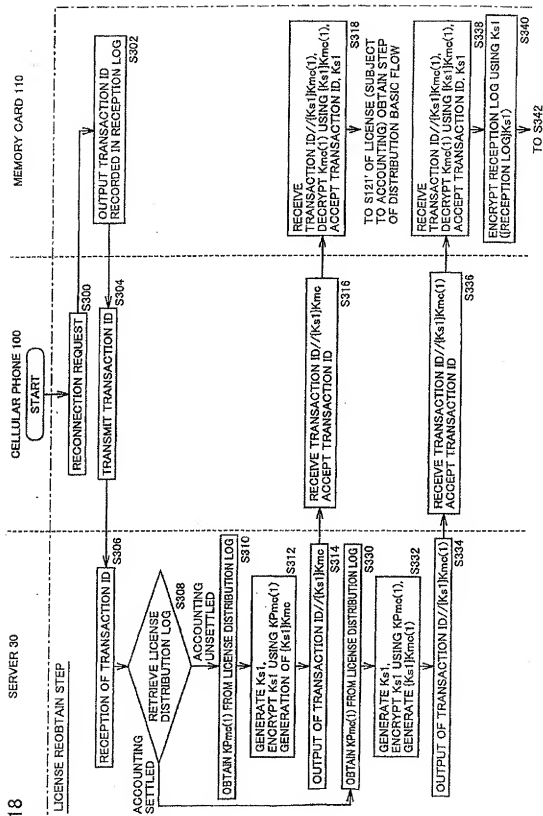 18
SERVER 30
CELLULAR PHONE 100
MEMORY CARD 110
LICENSE REOBTAIN STEP
START
RECONNECTION REQUEST
S300
OUTPUT TRANSACTION ID
RECORDED IN RECEPTION LOG
S302
TRANSMIT TRANSACTION ID
S304
RECEPTION OF TRANSACTION ID
S306
RETRIEVE LICENSE
DISTRIBUTION LOG
S308
ACCOUNTING
SETTLED
ACCOUNTING
UNSETTLED
OBTAIN KPmc(1) FROM LICENSE DISTRIBUTION LOG
S310
GENERATE Ks1,
ENCRYPT Ks1 USING KPmc(1)
GENERATION OF {Ks1}Kmc
S312
OUTPUT OF TRANSACTION ID//{Ks1}Kmc
S314
RECEIVE TRANSACTION ID//{Ks1}Kmc
ACCEPT TRANSACTION ID
S316
RECEIVE
TRANSACTION ID//{Ks1}Kmc(1),
DECRYPT Kmc(1) USING {Ks1}Kmc(1),
ACCEPT TRANSACTION ID, Ks1
S318
TO S121' OF LICENSE (SUBJECT
TO ACCOUNTING) OBTAIN STEP
OF DISTRIBUTION BASIC FLOW
OBTAIN KPmc(1) FROM LICENSE DISTRIBUTION LOG
S330
GENERATE Ks1,
ENCRYPT Ks1 USING KPmc(1),
GENERATE {Ks1}Kmc(1)
S332
OUTPUT OF TRANSACTION ID//{Ks1}Kmc(1)
S334
RECEIVE TRANSACTION ID//{Ks1}Kmc(1)
ACCEPT TRANSACTION ID
S336
RECEIVE
TRANSACTION ID//{Ks1}Kmc(1),
DECRYPT Kmc(1) USING {Ks1}Kmc(1),
ACCEPT TRANSACTION ID, Ks1
S338
ENCRYPT RECEPTION LOG USING Ks1
({RECEPTION LOG}Ks1)
S340
TO S342